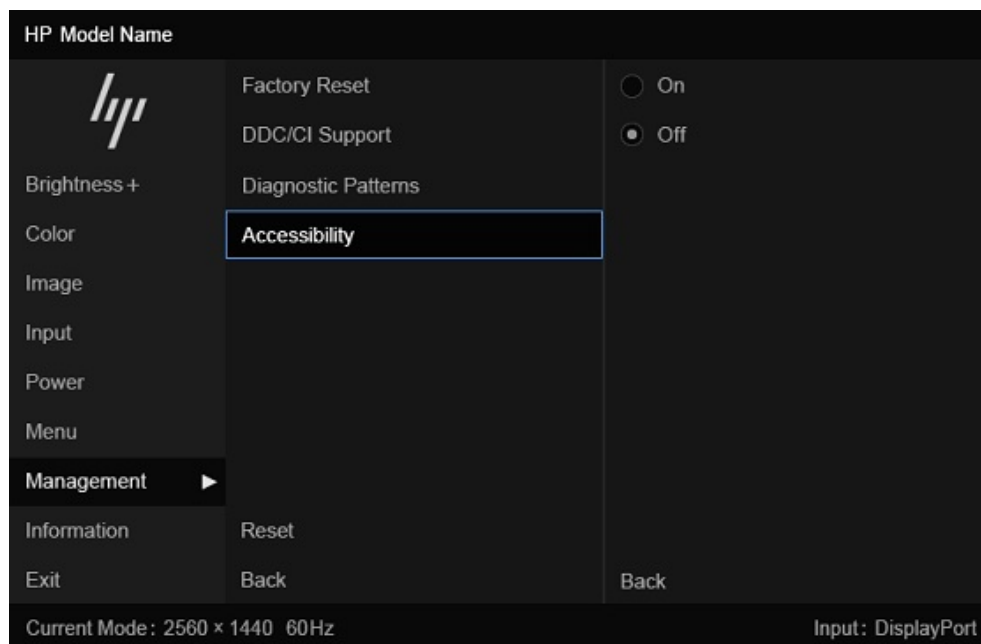 HP Model Name
hp
Brightness+
Color
Image
Input
Power
Menu
Management
Information
Exit
Factory Reset
DDC/CI Support
Diagnostic Patterns
Accessibility
Reset
Back
On
Off
Back
Current Mode: 2560 × 1440 60Hz
Input: DisplayPort